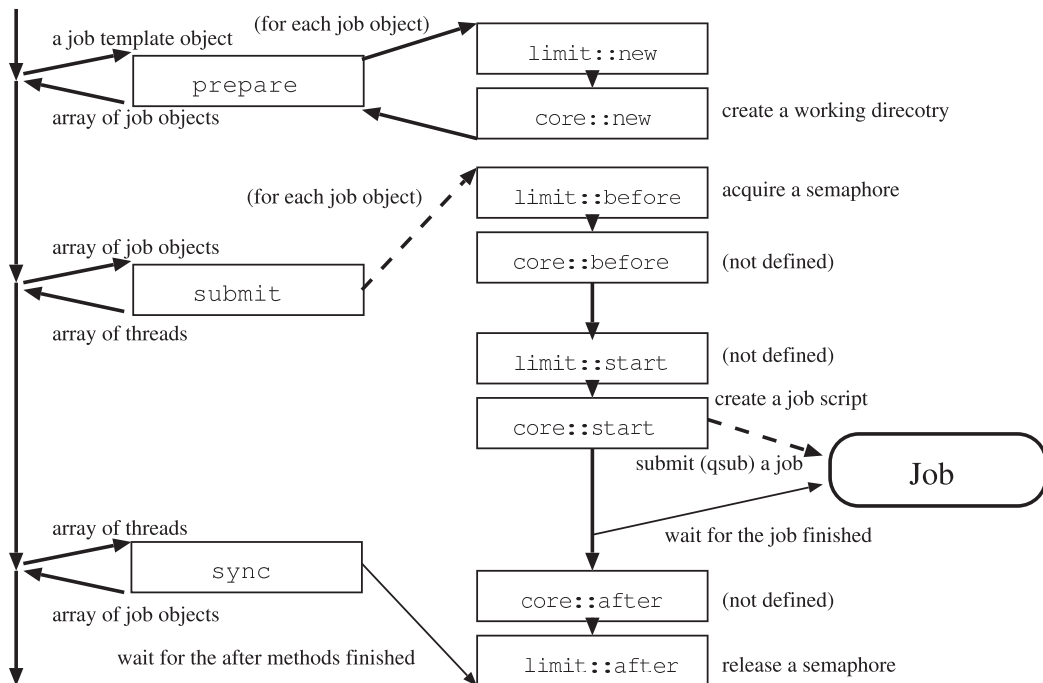 (for each job object)
a job template object
limit::new
prepare
array of job objects
core::new
create a working direcotry
limit::before
acquire a semaphore
(for each job object)
array of job objects
core::before
(not defined)
submit
array of threads
limit::start
(not defined)
create a job script
core::start
submit (qsub) a job
Job
array of threads
wait for the job finished
sync
core::after
(not defined)
array of job objects
wait for the after methods finished
limit::after
release a semaphore